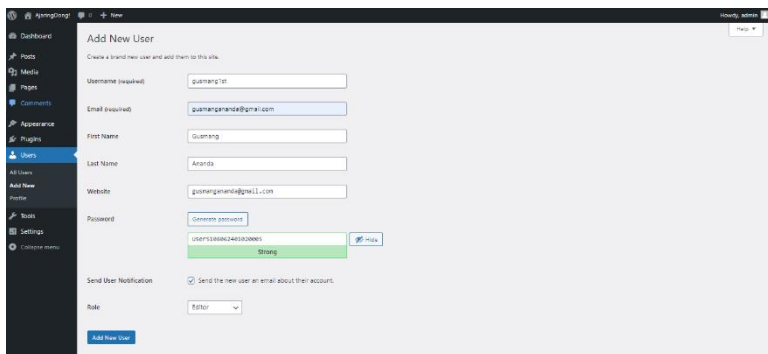 AjaringDong! 0 + New Howdy, admin
Help ▼
Dashboard
Posts
Media
Pages
Comments
Appearance
Plugins
Users
All Users
Add New
Profile
Tools
Settings
Collapse menu
Add New User
Create a brand new user and add them to this site.
Username (required) gusmang1st
Email (required) gusmangananda@gmail.com
First Name Gusmang
Last Name Ananda
Website gusmangananda@gmail.com
Password Generate password
Hide
Strong
Send User Notification Send the new user an email about their account.
Role Editor
Add New User